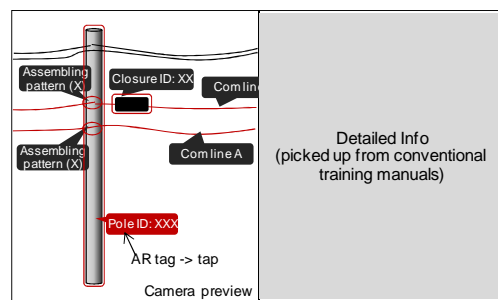 Assembling
pattern (X)
Closure ID: XX
Com line
Assembling
pattern (X)
Com line A
Pole ID: XXX
AR tag -> tap
Camera preview
Detailed Info
(picked up from conventional
training manuals)